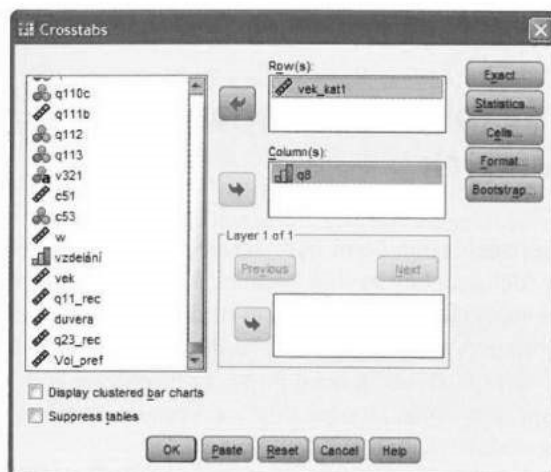 Crosstabs
q110c
q111b
q112
q113
v321
c51
c53
w
vzdelání
vek
q11_rec
duvera
q23_rec
Vol_pref
Display clustered bar charts
Suppress tables
Row(s):
vek_kat1
Column(s):
q8
Layer 1 of 1
Previous
Next
Exact...
Statistics...
Cells...
Format...
Bootstrap...
OK
Paste
Reset
Cancel
Help